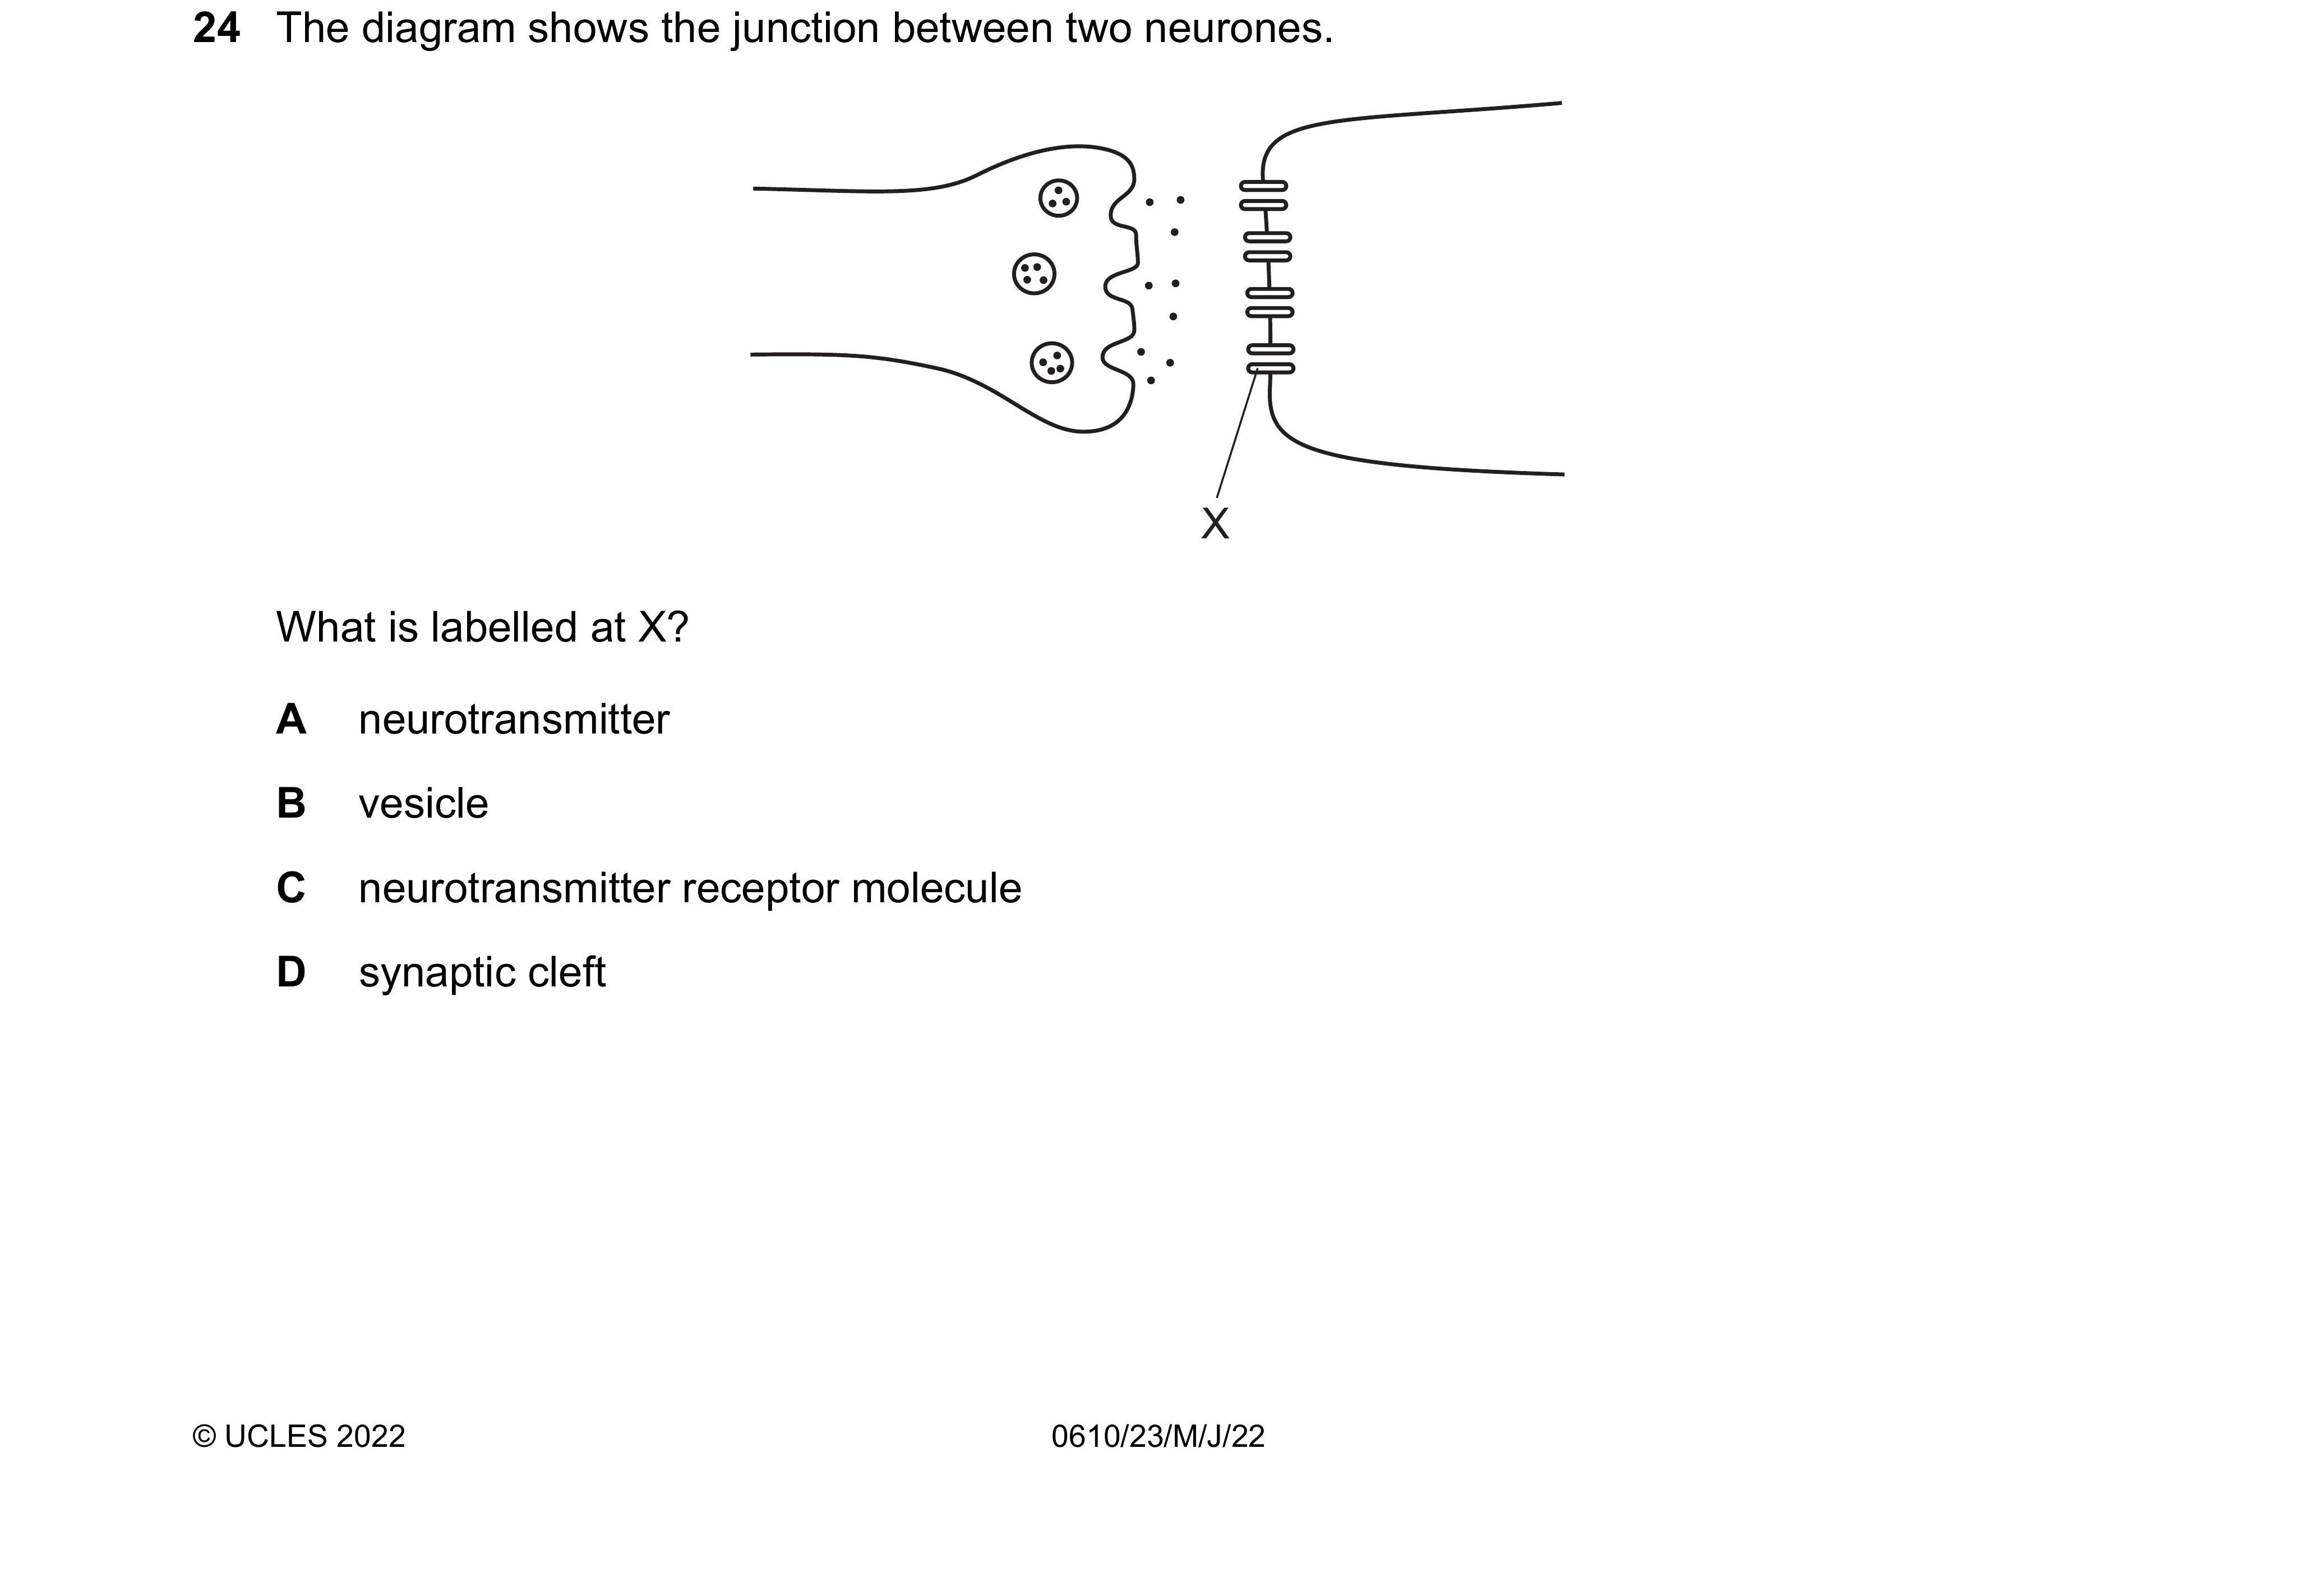 24 The diagram shows the junction between two neurones.
X
What is labelled at X?
A neurotransmitter
B vesicle
C neurotransmitter receptor molecule
D synaptic cleft
© UCLES 2022 0610/23/M/J/22